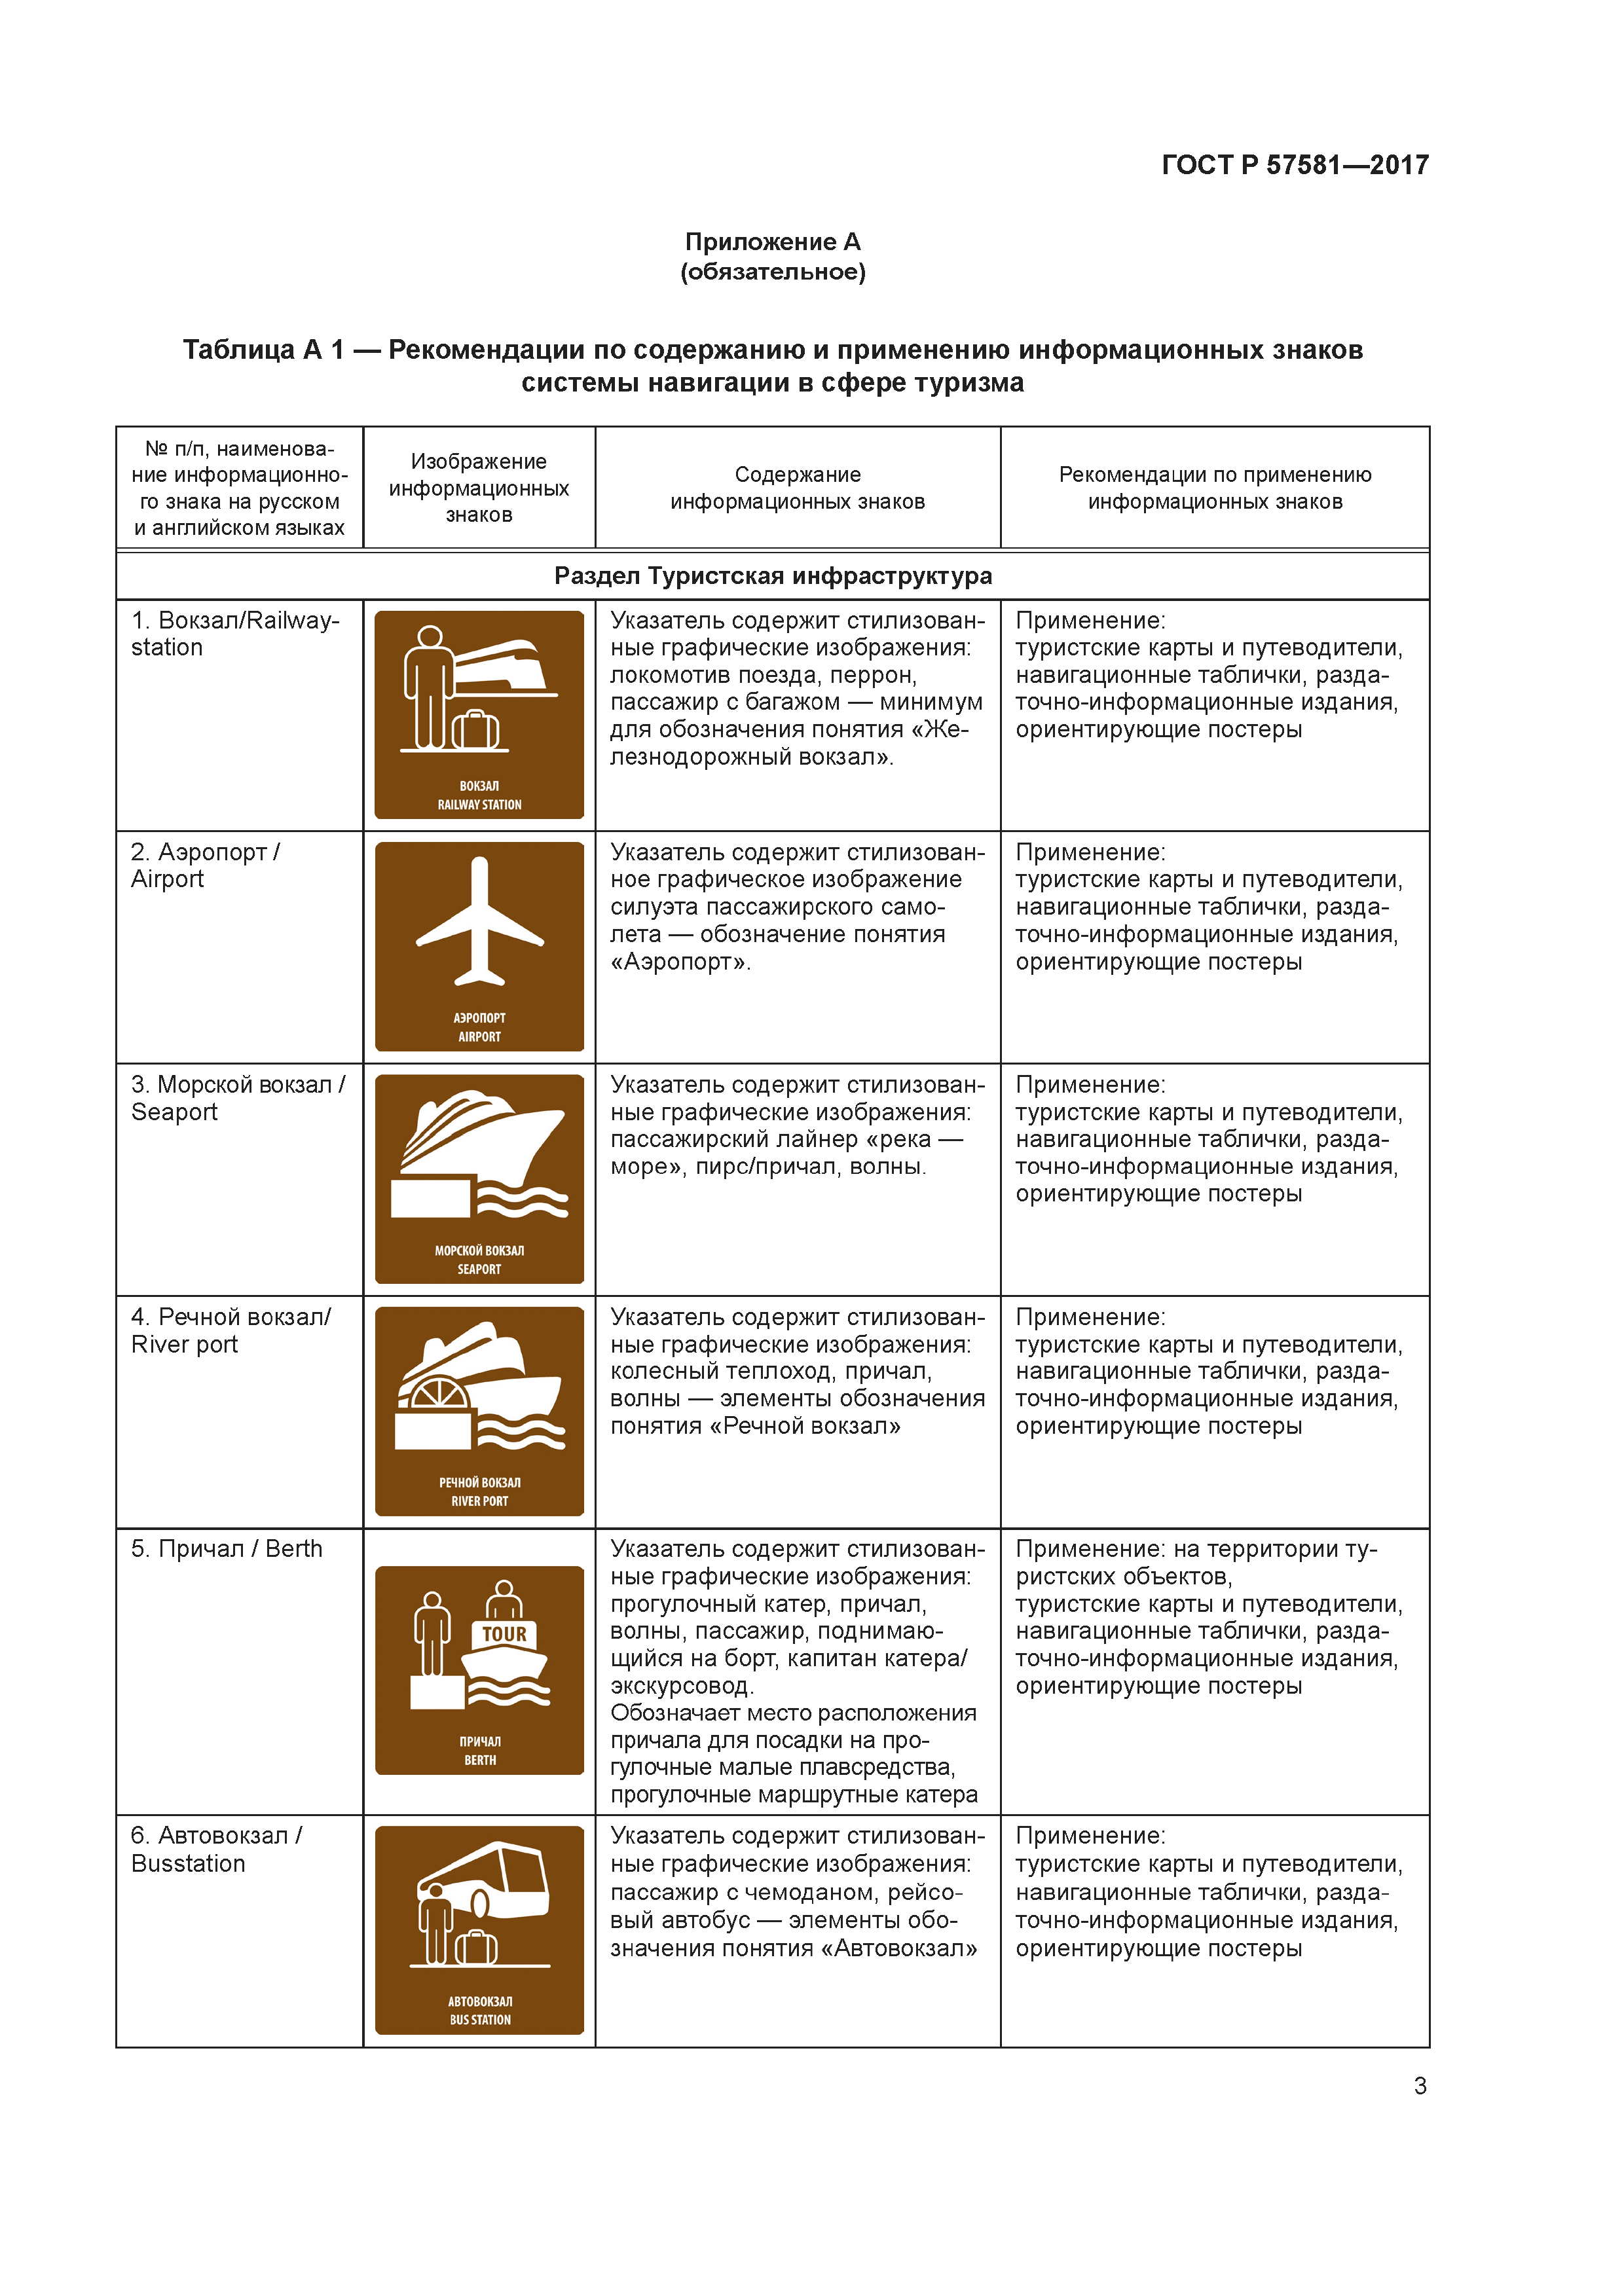 ГОСТ Р 57581—2017
Приложение А
(обязательное)
Таблица А 1 — Рекомендации по содержанию и применению информационных знаков
системы навигации в сфере туризма
№ п/п, наименова-
ние информационно-
го знака на русском
и английском языках
Изображение
информационных
знаков
Содержание
информационных знаков
Рекомендации по применению
информационных знаков
Раздел Туристская инфраструктура
1. Вокзал/Railway-
station
ВОКЗАЛ
RAILWAY STATION
Указатель содержит стилизован-
ные графические изображения:
локомотив поезда, перрон,
пассажир с багажом — минимум
для обозначения понятия «Же-
лезнодорожный вокзал».
Применение:
туристские карты и путеводители,
навигационные таблички, разда-
точно-информационные издания,
ориентирующие постеры
2. Аэропорт /
Airport
АЭРОПОРТ
AIRPORT
Указатель содержит стилизован-
ное графическое изображение
силуэта пассажирского само-
лета — обозначение понятия
«Аэропорт».
Применение:
туристские карты и путеводители,
навигационные таблички, разда-
точно-информационные издания,
ориентирующие постеры
3. Морской вокзал /
Seaport
МОРСКОЙ ВОКЗАЛ
SEAPORT
Указатель содержит стилизован-
ные графические изображения:
пассажирский лайнер «река —
море», пирс/причал, волны.
Применение:
туристские карты и путеводители,
навигационные таблички, разда-
точно-информационные издания,
ориентирующие постеры
4. Речной вокзал/
River port
РЕЧНОЙ ВОКЗАЛ
RIVER PORT
Указатель содержит стилизован-
ные графические изображения:
колесный теплоход, причал,
волны — элементы обозначения
понятия «Речной вокзал»
Применение:
туристские карты и путеводители,
навигационные таблички, разда-
точно-информационные издания,
ориентирующие постеры
5. Причал / Berth
TOUR
ПРИЧАЛ
BERTH
Указатель содержит стилизован-
ные графические изображения:
прогулочный катер, причал,
волны, пассажир, поднимаю-
щийся на борт, капитан катера/
экскурсовод.
Обозначает место расположения
причала для посадки на про-
гулочные малые плавсредства,
прогулочные маршрутные катера
Применение: на территории ту-
ристских объектов,
туристские карты и путеводители,
навигационные таблички, разда-
точно-информационные издания,
ориентирующие постеры
6. Автовокзал /
Busstation
АВТОВОКЗАЛ
BUS STATION
Указатель содержит стилизован-
ные графические изображения:
пассажир с чемоданом, рейсо-
вый автобус — элементы обо-
значения понятия «Автовокзал»
Применение:
туристские карты и путеводители,
навигационные таблички, разда-
точно-информационные издания,
ориентирующие постеры
3